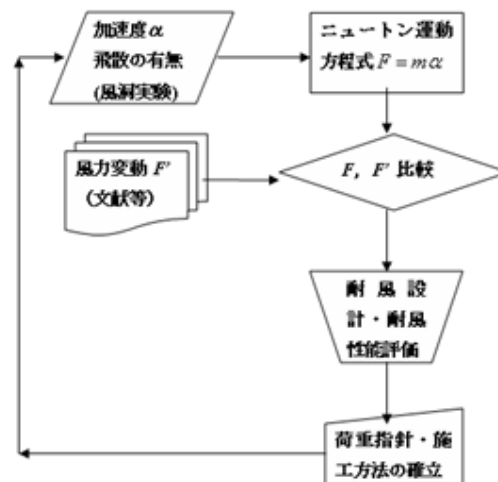 加速度α
飛散の有無
(風洞実験)
ニュートン運動
方程式F=mα
風力変動F'
(文献等)
F, F' 比較
耐風設
計・耐風
性能評価
荷重指針・施
工方法の確立